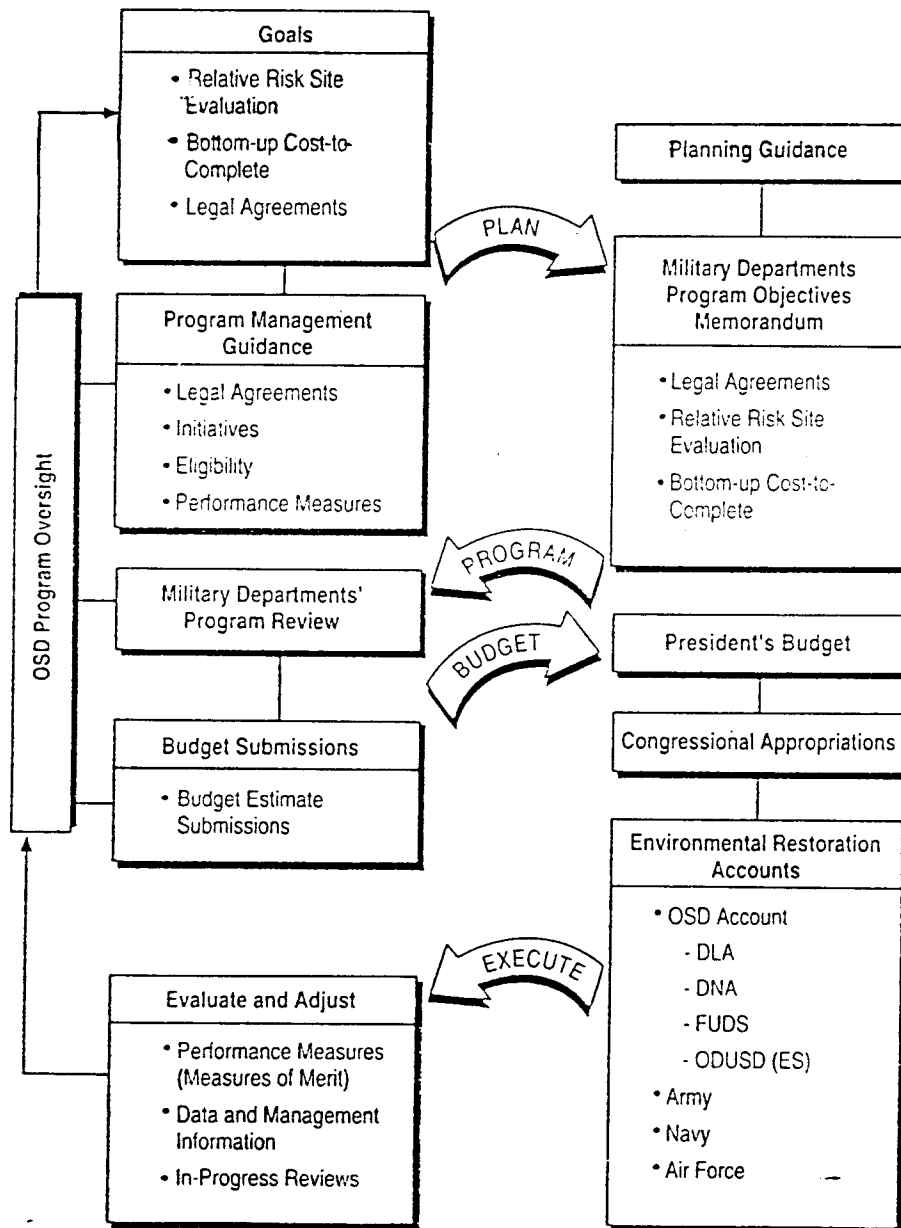 Goals
• Relative Risk Site
Evaluation
• Bottom-up Cost-to-
Complete
• Legal Agreements
Planning Guidance
PLAN
Military Departments
Program Objectives
Memorandum
• Legal Agreements
• Relative Risk Site
Evaluation
• Bottom-up Cost-to-
Complete
Program Management
Guidance
• Legal Agreements
• Initiatives
• Eligibility
• Performance Measures
OSD Program Oversight
PROGRAM
Military Departments'
Program Review
BUDGET
President's Budget
Congressional Appropriations
Budget Submissions
• Budget Estimate
Submissions
Environmental Restoration
Accounts
• OSD Account
- DLA
- DNA
- FUDS
- ODUSD (ES)
• Army
• Navy
• Air Force
EXECUTE
Evaluate and Adjust
• Performance Measures
(Measures of Merit)
• Data and Management
Information
• In-Progress Reviews